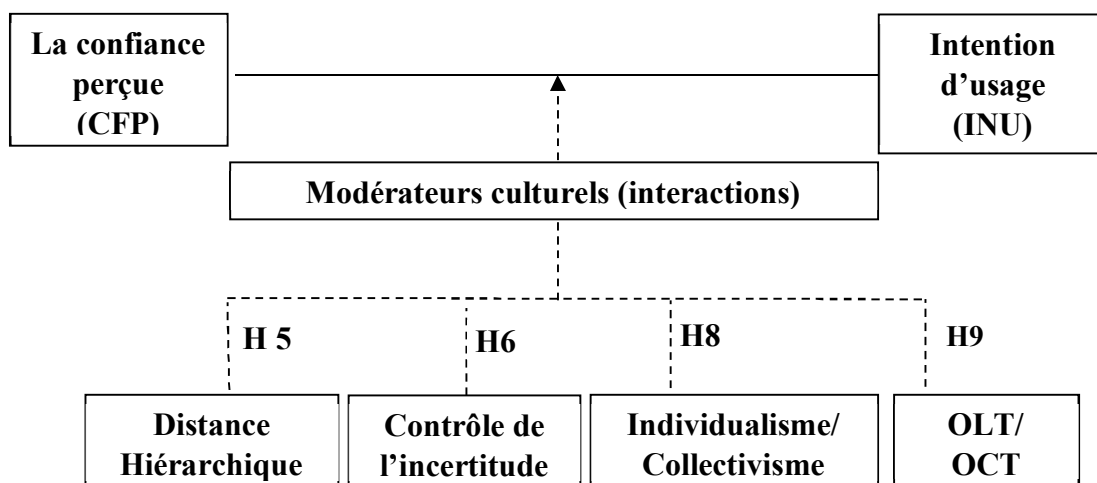 La confiance
perçue
(CFP)
Intention
d’usage
(INU)
Modérateurs culturels (interactions)
H 5
H6
H8
H9
Distance
Hiérarchique
Contrôle de
l’incertitude
Individualisme/
Collectivisme
OLT/
OCT